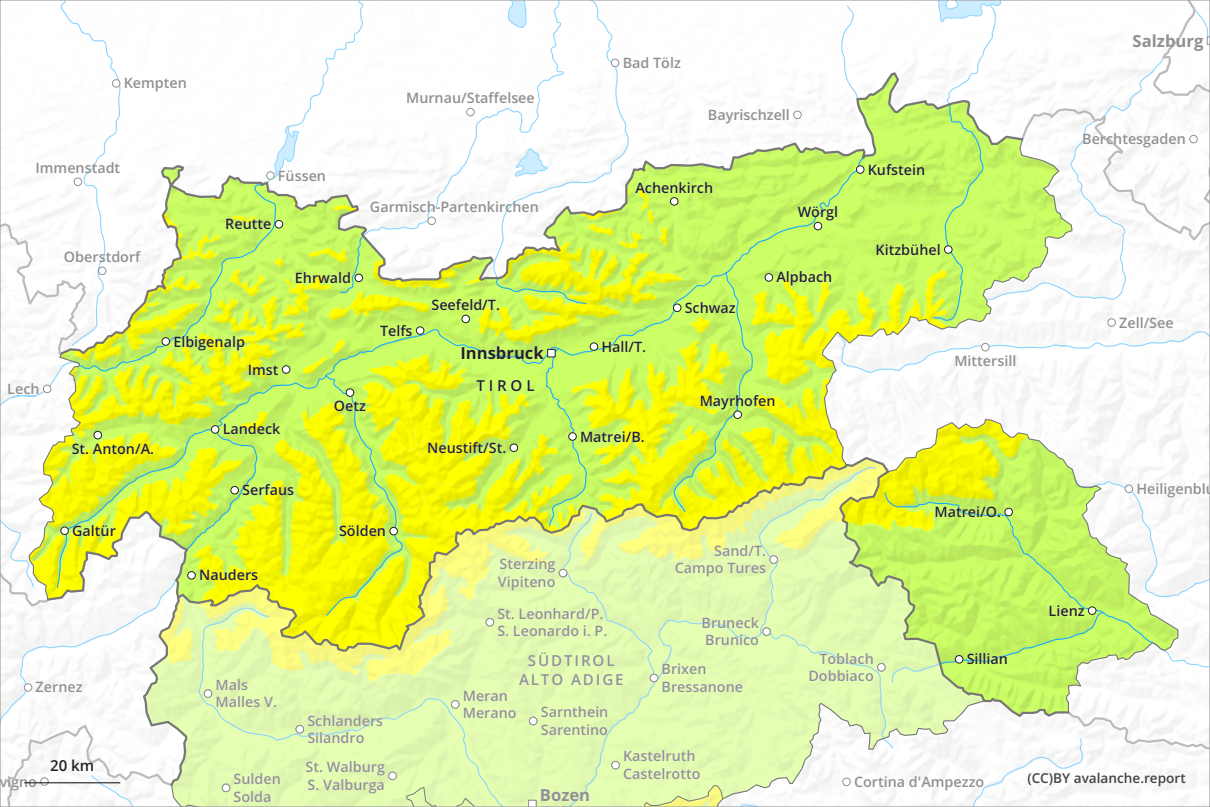 Salzburg
Kempten
Bad Tölz
Murnau/Staffelsee
Bayrischzell
Berchtesgaden
Immenstadt
Füssen
Kufstein
Achenkirch
Garmisch-Partenkirchen
Wörgl
Reutte
Kitzbühel
Oberstdorf
Ehrwald
Alpbach
Seefeld/T.
Schwaz
Zell/See
Telfs
Elbigenalp
Innsbruck
Hall/T.
Mittersill
Imst
Lech
TIROL
Oetz
Mayrhofen
Landeck
Matrei/B.
St. Anton/A.
Neustift/St.
Serfaus
Heiligenblu
Matrei/O.
Galtür
Sölden
Sand/T.
Campo Tures
Sterzing
Vipiteno
Nauders
Lienz
St. Leonhard/P.
S. Leonardo i. P.
Bruneck
Brunico
Sillian
SÜDTIROL
ALTO ADIGE
Toblach
Dobbiaco
Brixen
Bressanone
Zernez
Mals
Malles V.
Meran
Merano
Sarnthein
Sarentino
Schlanders
Silandro
Kastelruth
Castelrotto
St. Walburg
S. Valburga
20 km
vigno
Sulden
Solda
Cortina d'Ampezzo
(CC)BY avalanche.report
Bozen